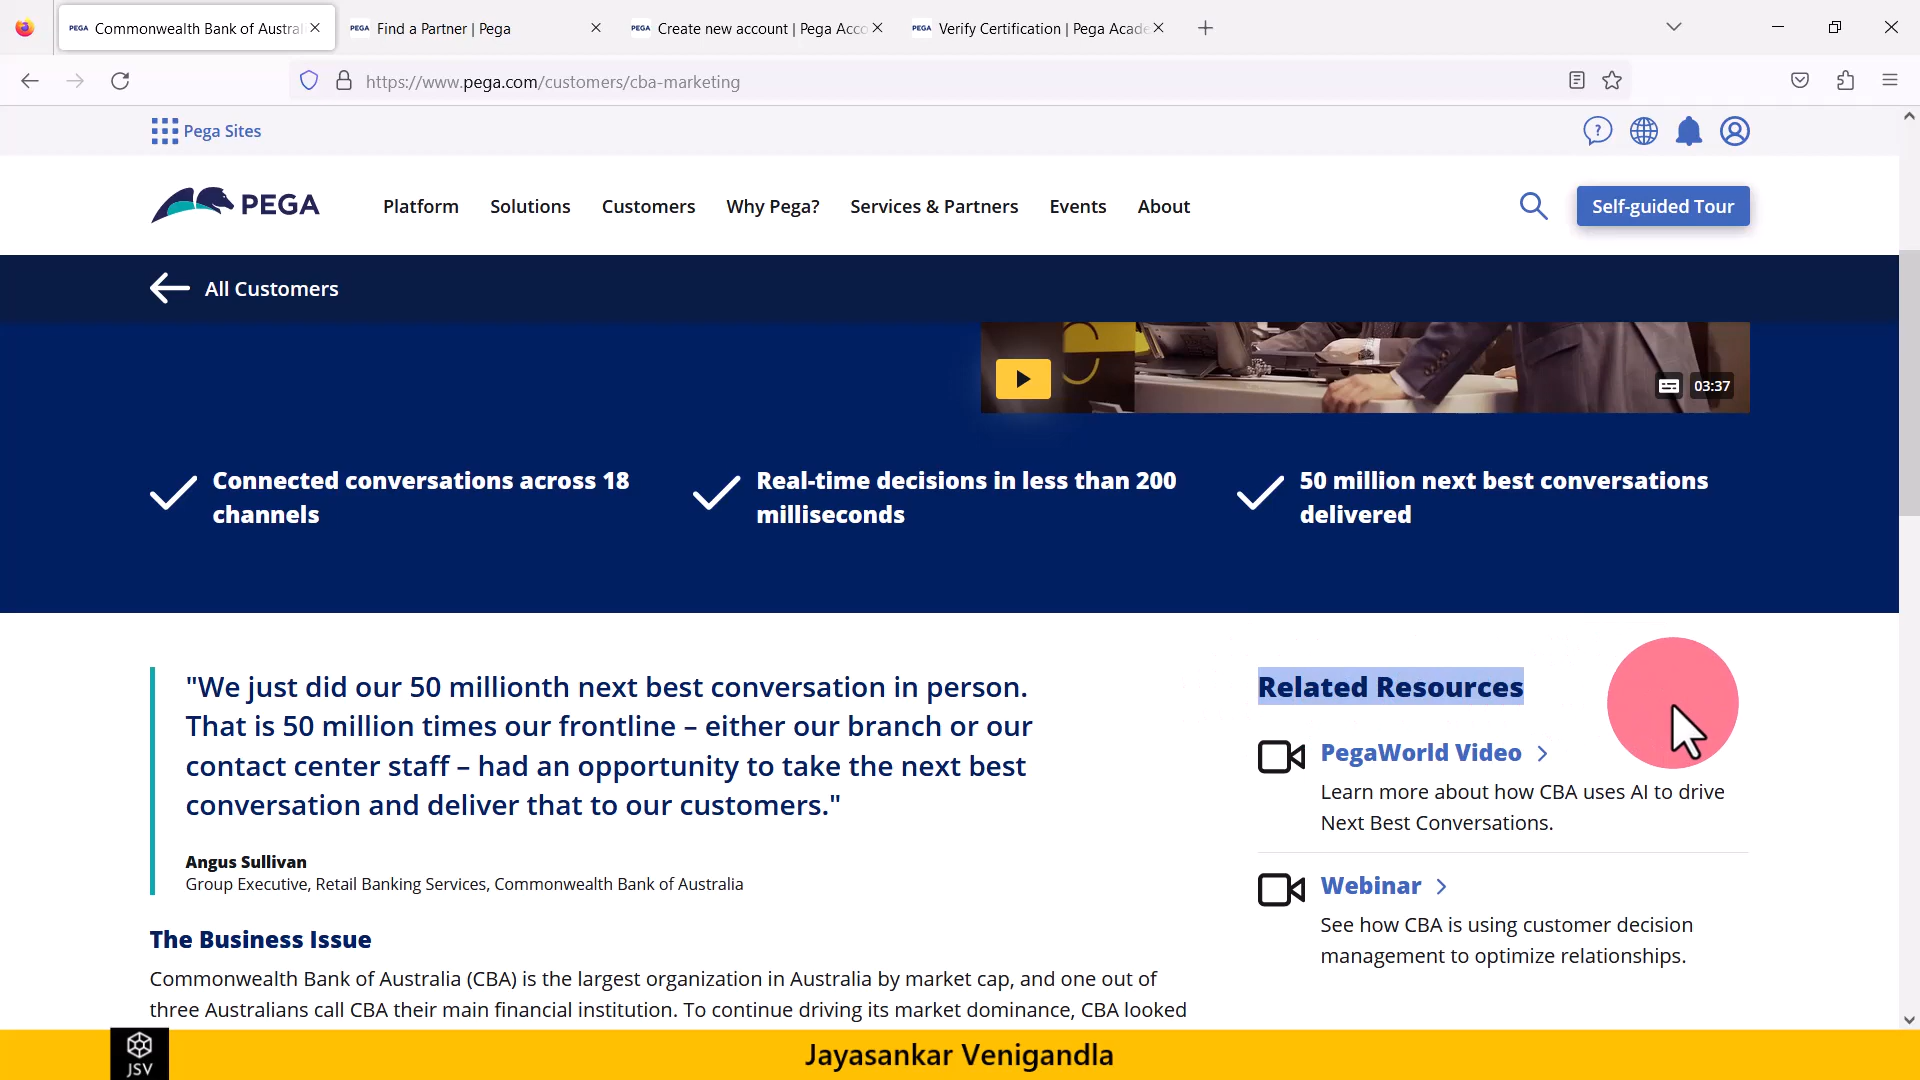 PEGA Commonwealth Bank of Austral
PEGA Find a Partner | Pega
PEGA Create new account | Pega Acco
PEGA Verify Certification | Pega Acade
https://www.pega.com/customers/cba-marketing
Pega Sites
?
PEGA
Platform
Solutions
Customers
Why Pega?
Services & Partners
Events
About
Self-guided Tour
All Customers
03:37
Connected conversations across 18
channels
Real-time decisions in less than 200
milliseconds
50 million next best conversations
delivered
"We just did our 50 millionth next best conversation in person.
That is 50 million times our frontline – either our branch or our
contact center staff – had an opportunity to take the next best
conversation and deliver that to our customers."
Angus Sullivan
Group Executive, Retail Banking Services, Commonwealth Bank of Australia
The Business Issue
Commonwealth Bank of Australia (CBA) is the largest organization in Australia by market cap, and one out of
three Australians call CBA their main financial institution. To continue driving its market dominance, CBA looked
Related Resources
PegaWorld Video
Learn more about how CBA uses AI to drive
Next Best Conversations.
Webinar
See how CBA is using customer decision
management to optimize relationships.
JSV
Jayasankar Venigandla